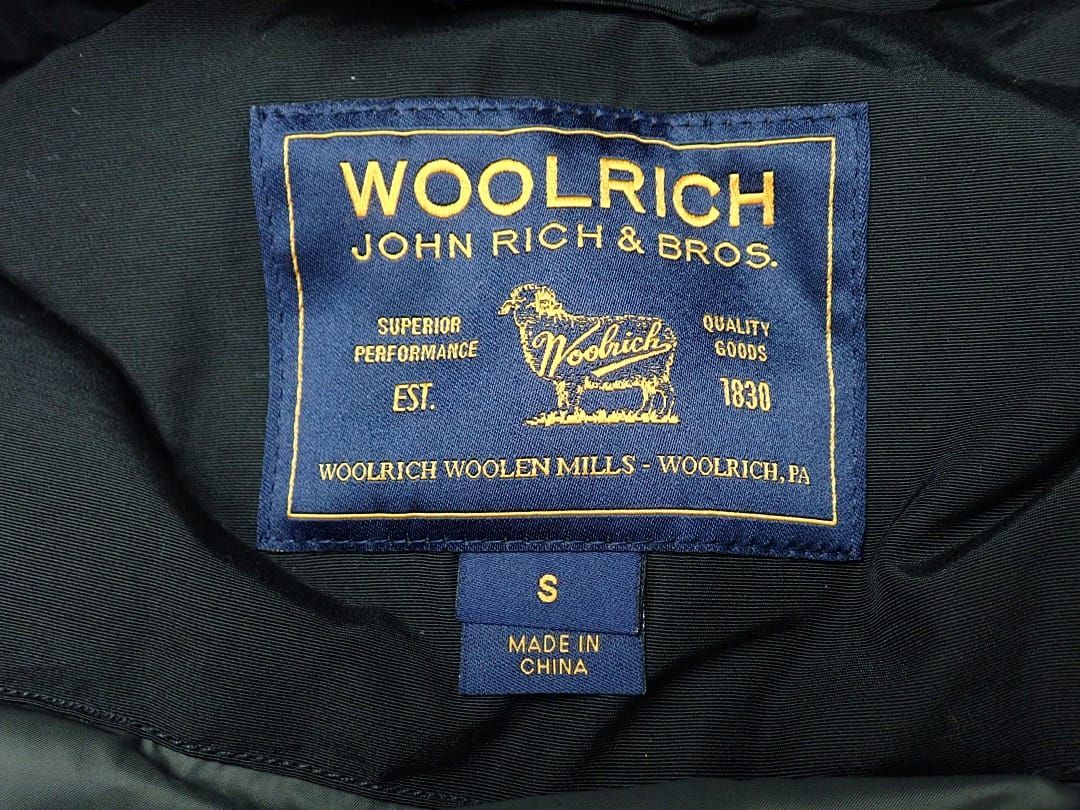 WOOLRICH
JOHN RICH & BROS.
SUPERIOR
PERFORMANCE
EST.
Woolrich
QUALITY
GOODS
1830
WOOLRICH WOOLEN MILLS - WOOLRICH, PA
S
MADE IN
CHINA